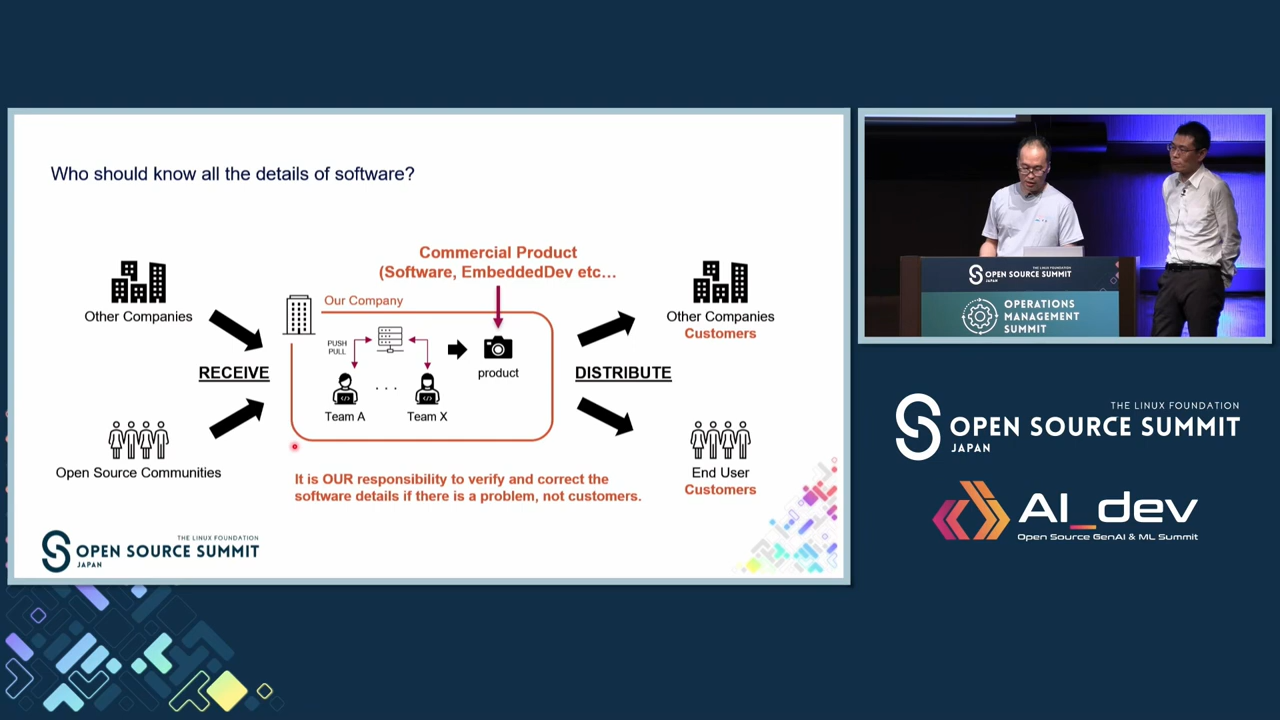 Who should know all the details of software?
Commercial Product
(Software, EmbeddedDev etc…
Other Companies
Our Company
PUSH
PULL
Team A
. . .
Team X
product
RECEIVE
Open Source Communities
DISTRIBUTE
Other Companies
Customers
End User
Customers
It is OUR responsibility to verify and correct the
software details if there is a problem, not customers.
THE LINUX FOUNDATION
OPEN SOURCE SUMMIT
JAPAN
THE LINUX FOUNDATION
OPEN SOURCE SUMMIT
JAPAN
OPERATIONS
MANAGEMENT
SUMMIT
THE LINUX FOUNDATION
OPEN SOURCE SUMMIT
JAPAN
AI_dev
Open Source GenAI & ML Summit